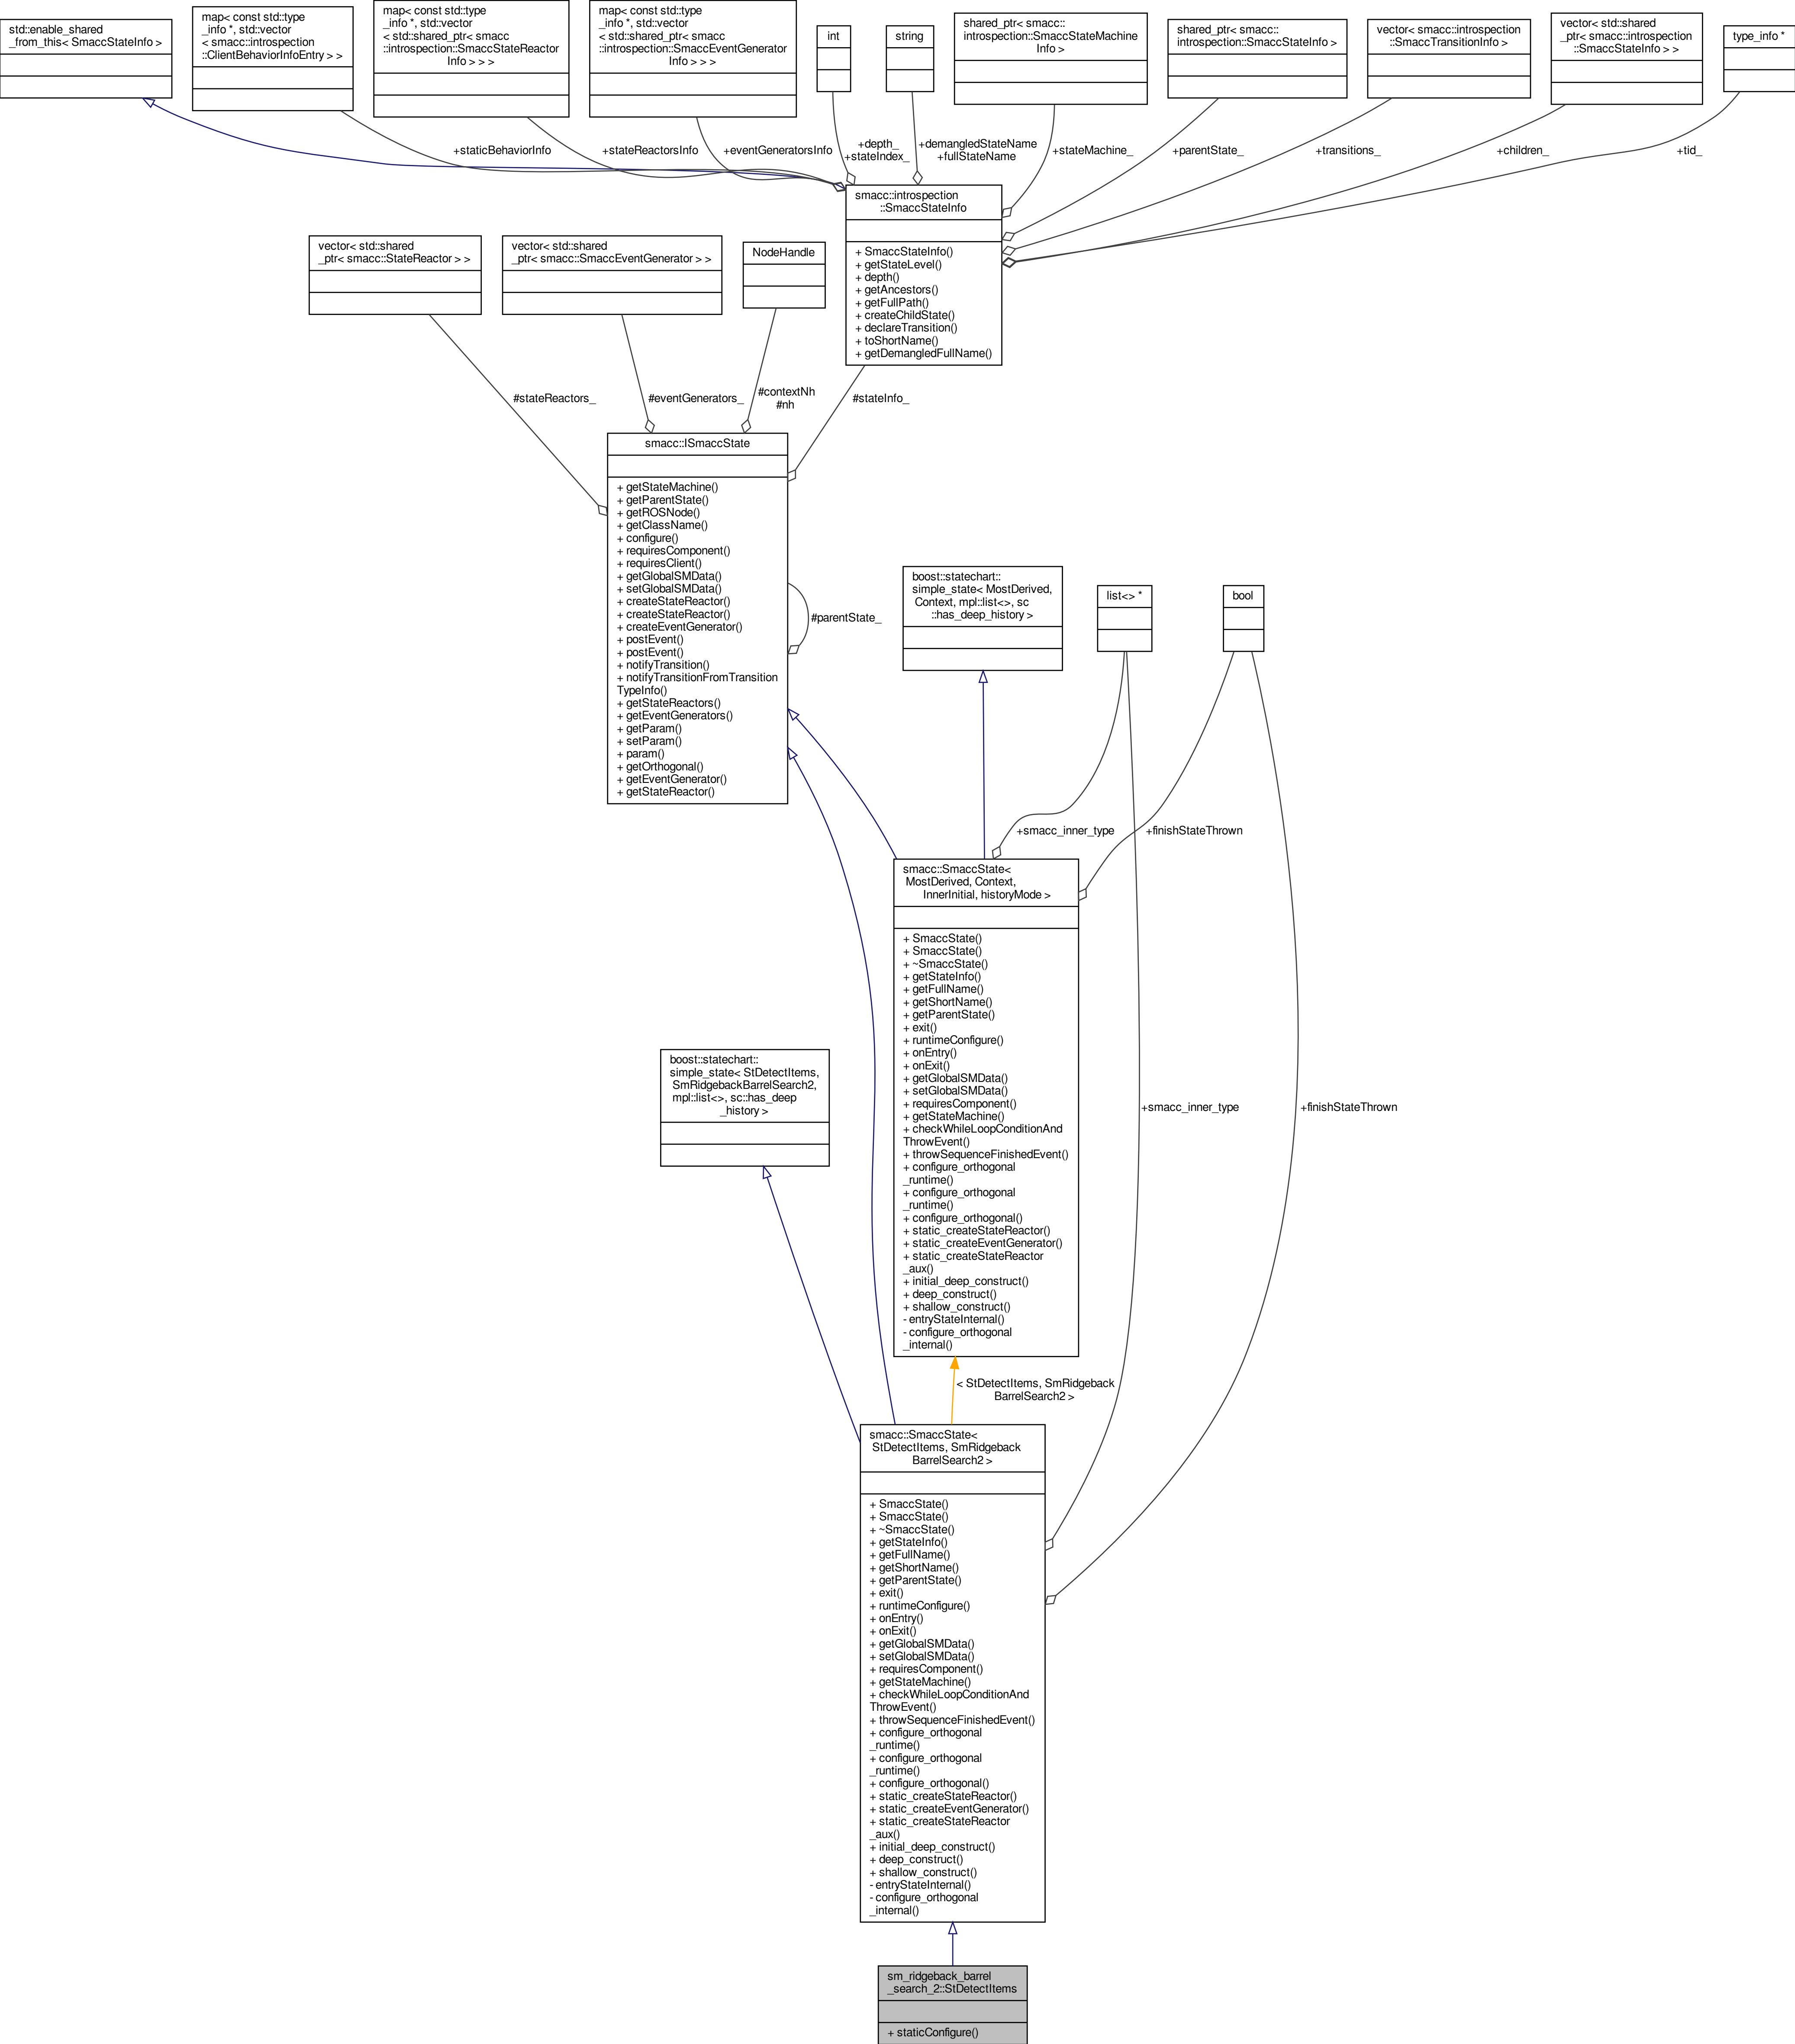 std::enable_shared
_from_this< SmaccStateInfo >
map< const std::type
_info *, std::vector
< smacc::introspection
::ClientBehaviorInfoEntry > >
map< const std::type
_info *, std::vector
< std::shared_ptr< smacc
::introspection::SmaccStateReactor
Info > > >
map< const std::type
_info *, std::vector
< std::shared_ptr< smacc
::introspection::SmaccEventGenerator
Info > > >
int
string
shared_ptr< smacc::
introspection::SmaccStateMachine
Info >
shared_ptr< smacc::
introspection::SmaccStateInfo >
vector< smacc::introspection
::SmaccTransitionInfo >
vector< std::shared
_ptr< smacc::introspection
::SmaccStateInfo > >
type_info *
+staticBehaviorInfo
+stateReactorsInfo
+eventGeneratorsInfo
+depth_
+stateIndex_
+demangledStateName
+fullStateName
+stateMachine_
+parentState_
+transitions_
+children_
+tid_
smacc::introspection
::SmaccStateInfo
+ SmaccStateInfo()
+ getStateLevel()
+ depth()
+ getAncestors()
+ getFullPath()
+ createChildState()
+ declareTransition()
+ toShortName()
+ getDemangledFullName()
vector< std::shared
_ptr< smacc::StateReactor > >
vector< std::shared
_ptr< smacc::SmaccEventGenerator > >
NodeHandle
#stateReactors_
#eventGenerators_
#contextNh
#nh
#stateInfo_
smacc::ISmaccState
+ getStateMachine()
+ getParentState()
+ getROSNode()
+ getClassName()
+ configure()
+ requiresComponent()
+ requiresClient()
+ getGlobalSMData()
+ setGlobalSMData()
+ createStateReactor()
+ createStateReactor()
+ createEventGenerator()
+ postEvent()
+ postEvent()
+ notifyTransition()
+ notifyTransitionFromTransition
TypeInfo()
+ getStateReactors()
+ getEventGenerators()
+ getParam()
+ setParam()
+ param()
+ getOrthogonal()
+ getEventGenerator()
+ getStateReactor()
#parentState_
boost::statechart::
simple_state< MostDerived,
Context, mpl::list<>, sc
::has_deep_history >
list<> *
bool
+smacc_inner_type
+finishStateThrown
smacc::SmaccState<
MostDerived, Context,
InnerInitial, historyMode >
+ SmaccState()
+ SmaccState()
+ ~SmaccState()
+ getStateInfo()
+ getFullName()
+ getShortName()
+ getParentState()
+ exit()
+ runtimeConfigure()
+ onEntry()
+ onExit()
+ getGlobalSMData()
+ setGlobalSMData()
+ requiresComponent()
+ getStateMachine()
+ checkWhileLoopConditionAnd
ThrowEvent()
+ throwSequenceFinishedEvent()
+ configure_orthogonal
_runtime()
+ configure_orthogonal
_runtime()
+ configure_orthogonal()
+ static_createStateReactor()
+ static_createEventGenerator()
+ static_createStateReactor
_aux()
+ initial_deep_construct()
+ deep_construct()
+ shallow_construct()
- entryStateInternal()
- configure_orthogonal
_internal()
boost::statechart::
simple_state< StDetectItems,
SmRidgebackBarrelSearch2,
mpl::list<>, sc::has_deep
_history >
+smacc_inner_type
+finishStateThrown
< StDetectItems, SmRidgeback
BarrelSearch2 >
smacc::SmaccState<
StDetectItems, SmRidgeback
BarrelSearch2 >
+ SmaccState()
+ SmaccState()
+ ~SmaccState()
+ getStateInfo()
+ getFullName()
+ getShortName()
+ getParentState()
+ exit()
+ runtimeConfigure()
+ onEntry()
+ onExit()
+ getGlobalSMData()
+ setGlobalSMData()
+ requiresComponent()
+ getStateMachine()
+ checkWhileLoopConditionAnd
ThrowEvent()
+ throwSequenceFinishedEvent()
+ configure_orthogonal
_runtime()
+ configure_orthogonal
_runtime()
+ configure_orthogonal()
+ static_createStateReactor()
+ static_createEventGenerator()
+ static_createStateReactor
_aux()
+ initial_deep_construct()
+ deep_construct()
+ shallow_construct()
- entryStateInternal()
- configure_orthogonal
_internal()
sm_ridgeback_barrel
_search_2::StDetectItems
+ staticConfigure()